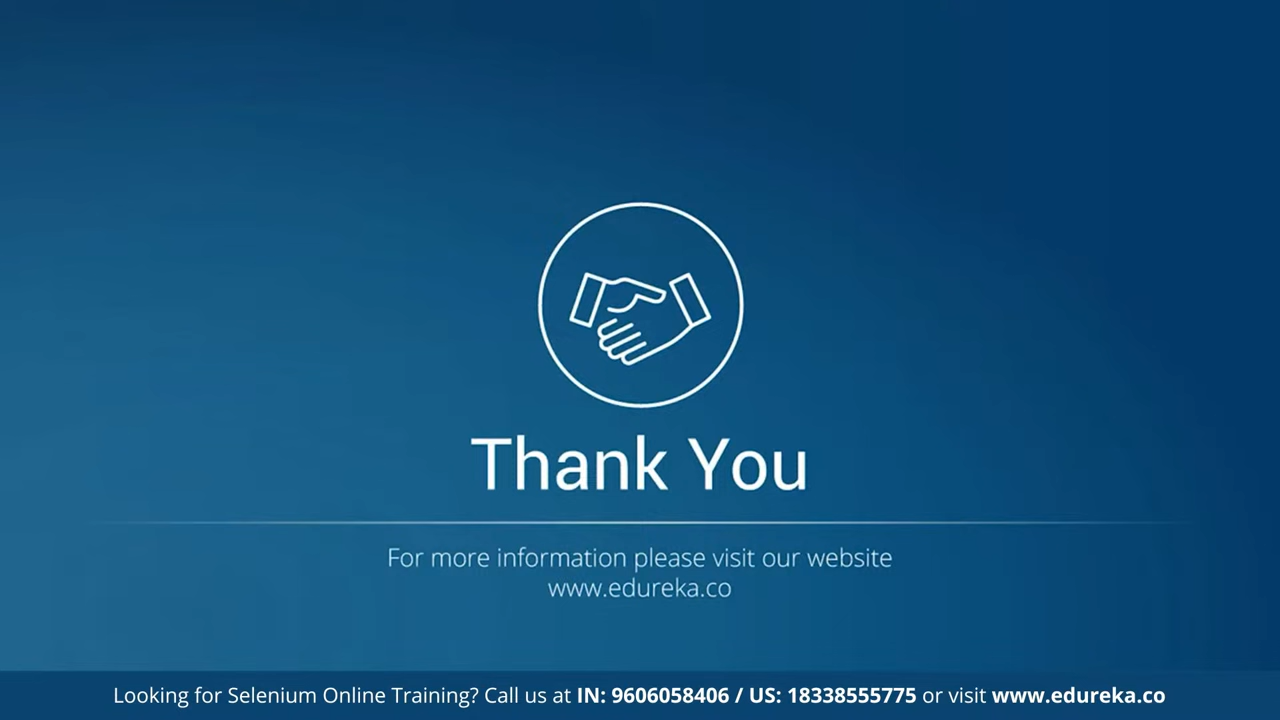 Thank You
For more information please visit our website
www.edureka.co
Looking for Selenium Online Training? Call us at IN: 9606058406 / US: 18338555775 or visit www.edureka.co